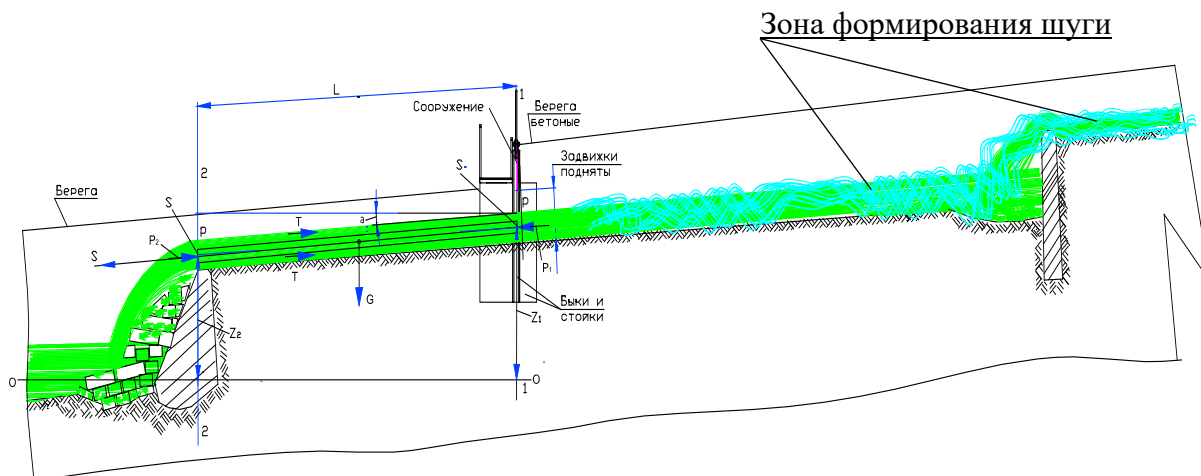 Зона формирования шуги
L
1
Сооружение
Берега
бетоные
2
S
Задвижки
подняты
Берега
S
P
a
P
T
P₂
S
P₁
T
G
Быки и
стойки
Z₁
Z₂
O
O
1
2